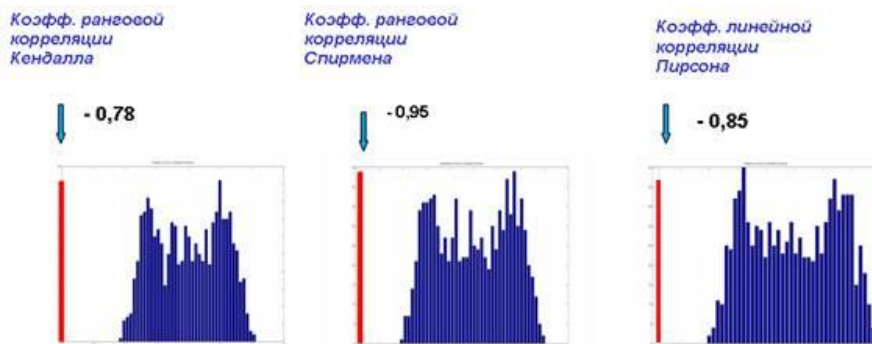 Коэфф. ранговой
корреляции
Кендалла
- 0,78
Коэфф. ранговой
корреляции
Спирмена
- 0,95
Коэфф. линейной
корреляции
Пирсона
- 0,85